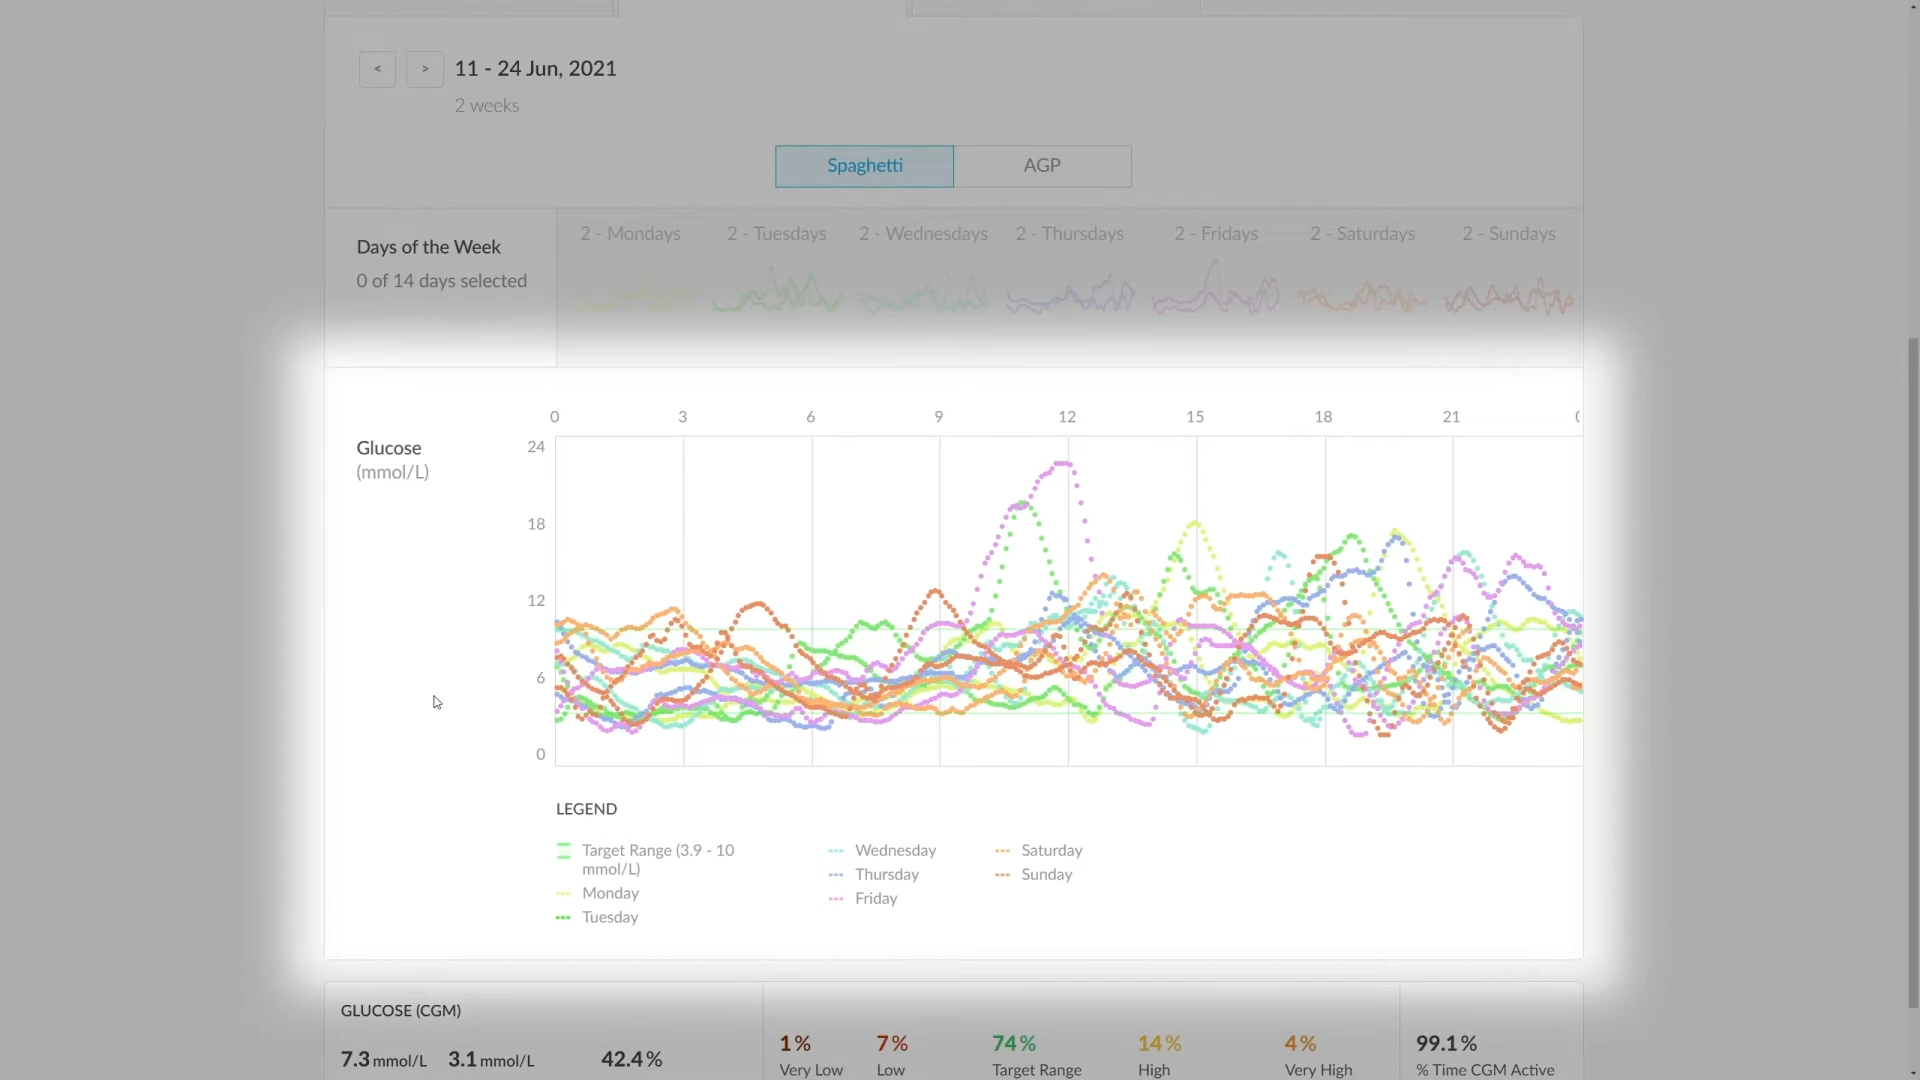 < > 11 - 24 Jun, 2021
2 weeks
Spaghetti AGP
Days of the Week
0 of 14 days selected
2 - Mondays 2 - Tuesdays 2 - Wednesdays 2 - Thursdays 2 - Fridays 2 - Saturdays 2 - Sundays
0 3 6 9 12 15 18 21
Glucose
(mmol/L)
24
18
12
6
0
LEGEND
Target Range (3.9 - 10
mmol/L)
Monday
Tuesday
Wednesday
Thursday
Friday
Saturday
Sunday
GLUCOSE (CGM)
7.3 mmol/L 3.1 mmol/L 42.4%
1% 7% 74% 14% 4% 99.1%
Very Low Low Target Range High Very High % Time CGM Active